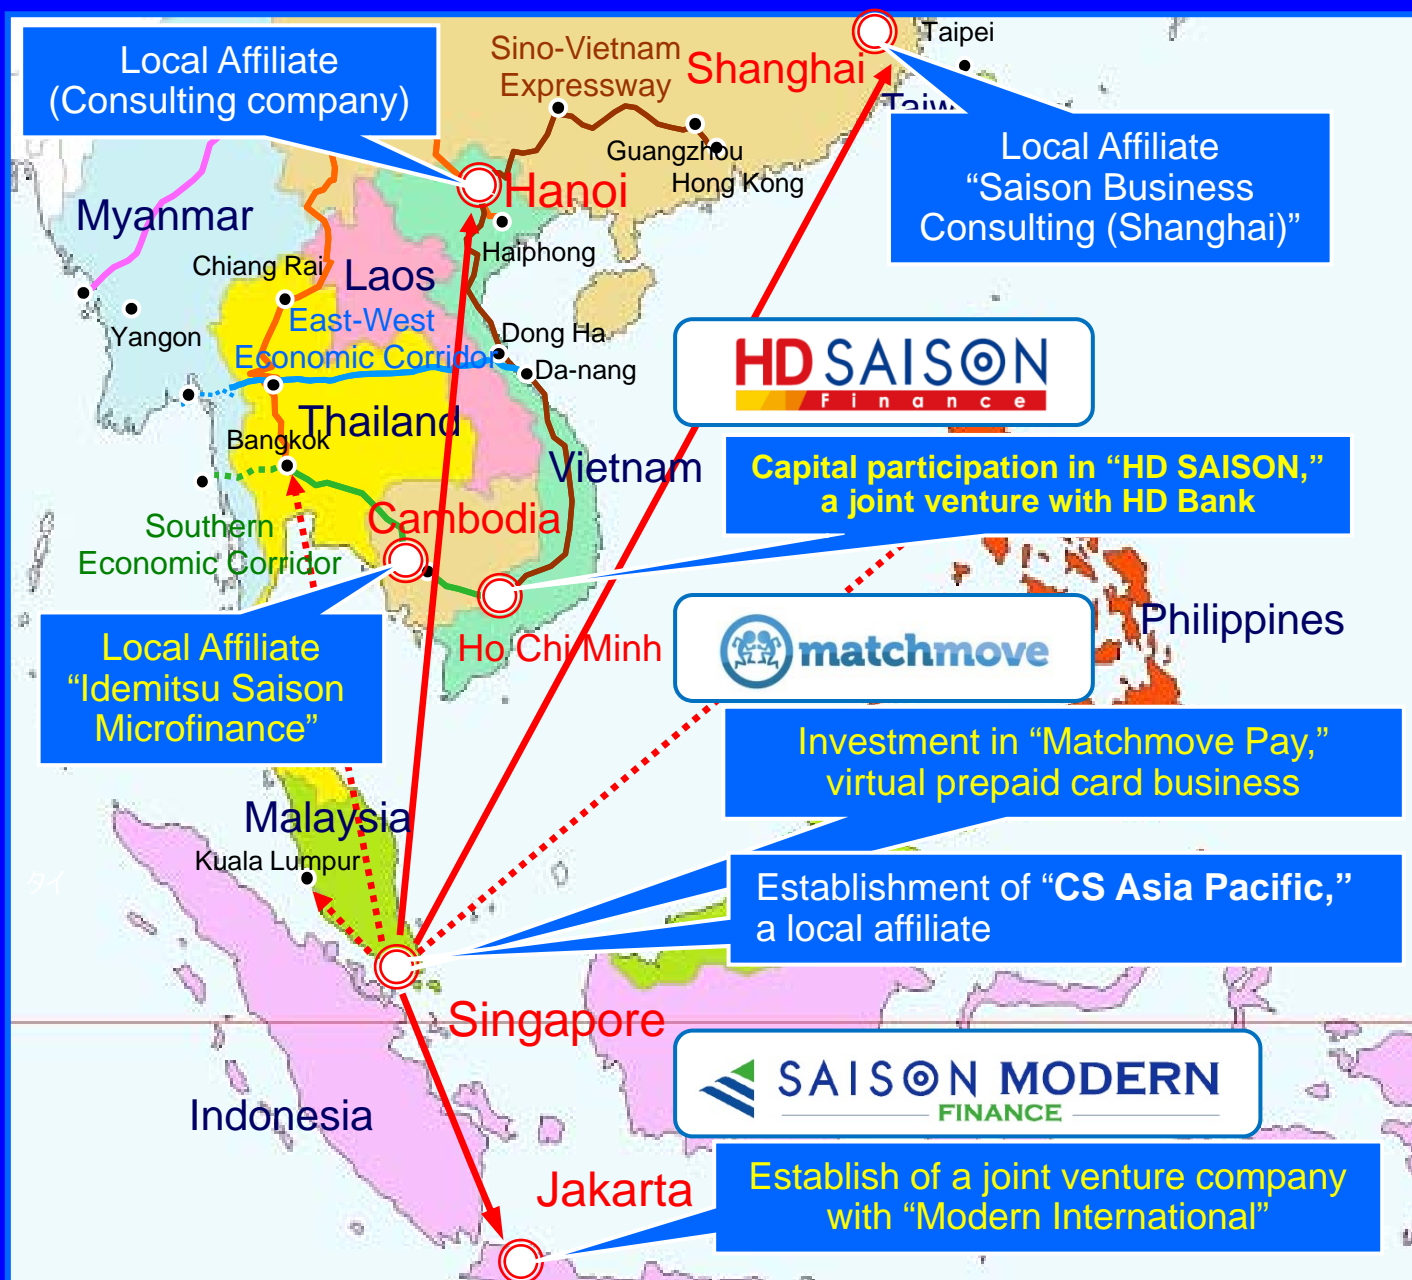 Local Affiliate
(Consulting company)
Sino-Vietnam
Expressway
Shanghai
Taipei
Taiw
Local Affiliate
“Saison Business
Consulting (Shanghai)”
Guangzhou
Hong Kong
Hanoi
Myanmar
Haiphong
Chiang Rai
Laos
Yangon
East-West
Economic Corridor
Dong Ha
Da-nang
HD SAISON
Finance
Thailand
Bangkok
Vietnam
Capital participation in “HD SAISON,”
a joint venture with HD Bank
Cambodia
Southern
Economic Corridor
Philippines
Local Affiliate
“Idemitsu Saison
Microfinance”
Ho Chi Minh
matchmove
Investment in “Matchmove Pay,”
virtual prepaid card business
Malaysia
Kuala Lumpur
タイ
Establishment of “CS Asia Pacific,”
a local affiliate
Singapore
SAISON MODERN
FINANCE
Indonesia
Jakarta
Establish of a joint venture company
with “Modern International”